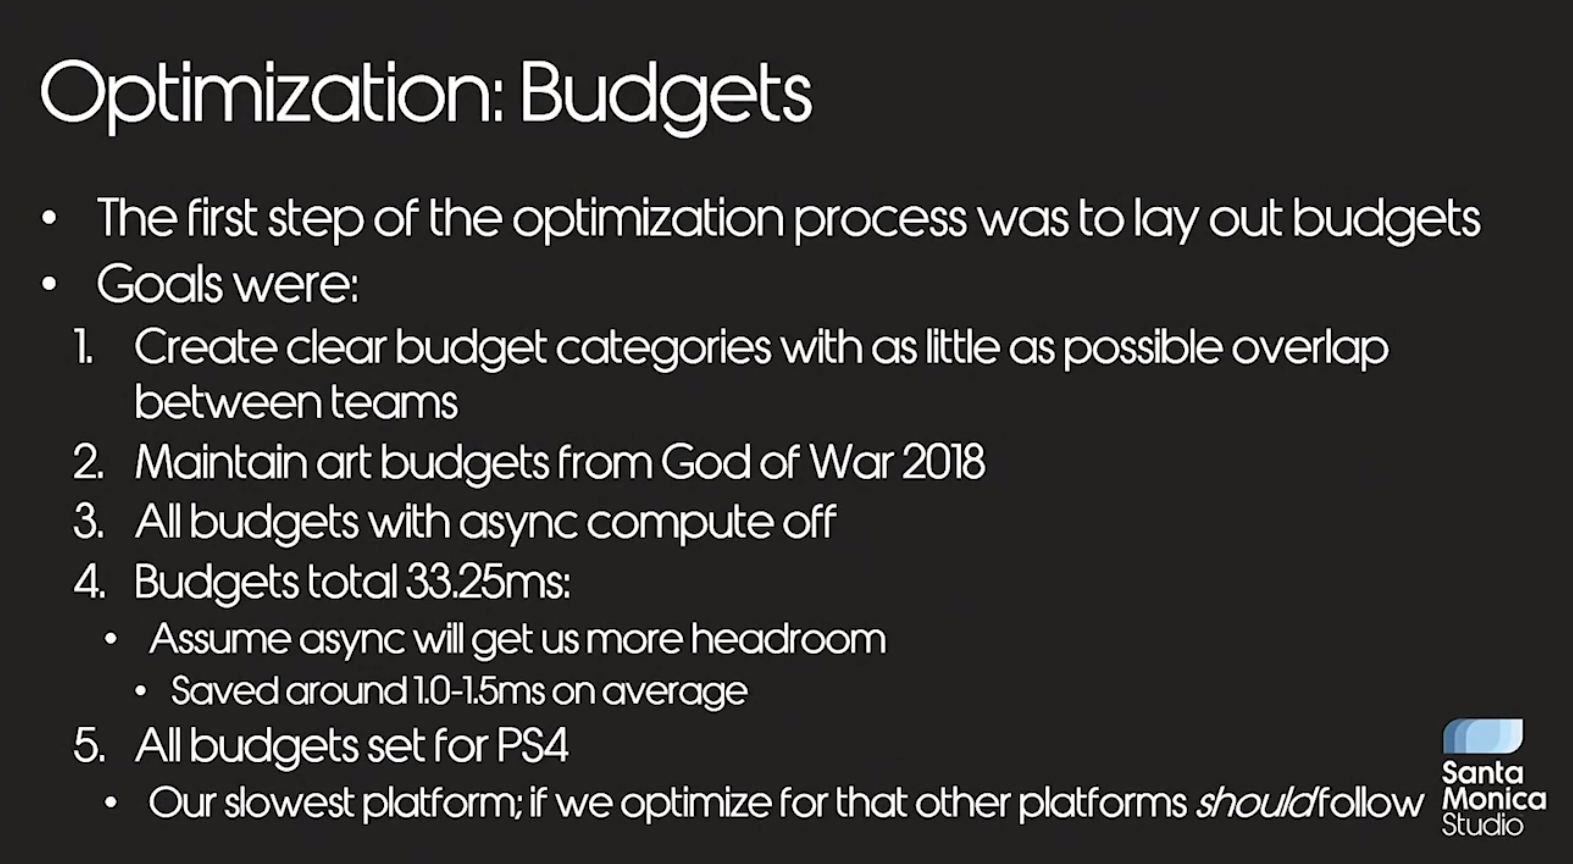 Optimization: Budgets
• The first step of the optimization process was to lay out budgets
• Goals were:
1. Create clear budget categories with as little as possible overlap
between teams
2. Maintain art budgets from God of War 2018
3. All budgets with async compute off
4. Budgets total 33.25ms:
• Assume async will get us more headroom
• Saved around 1.0-1.5ms on average
5. All budgets set for PS4
• Our slowest platform; if we optimize for that other platforms should follow
Santa
Monica
Studio